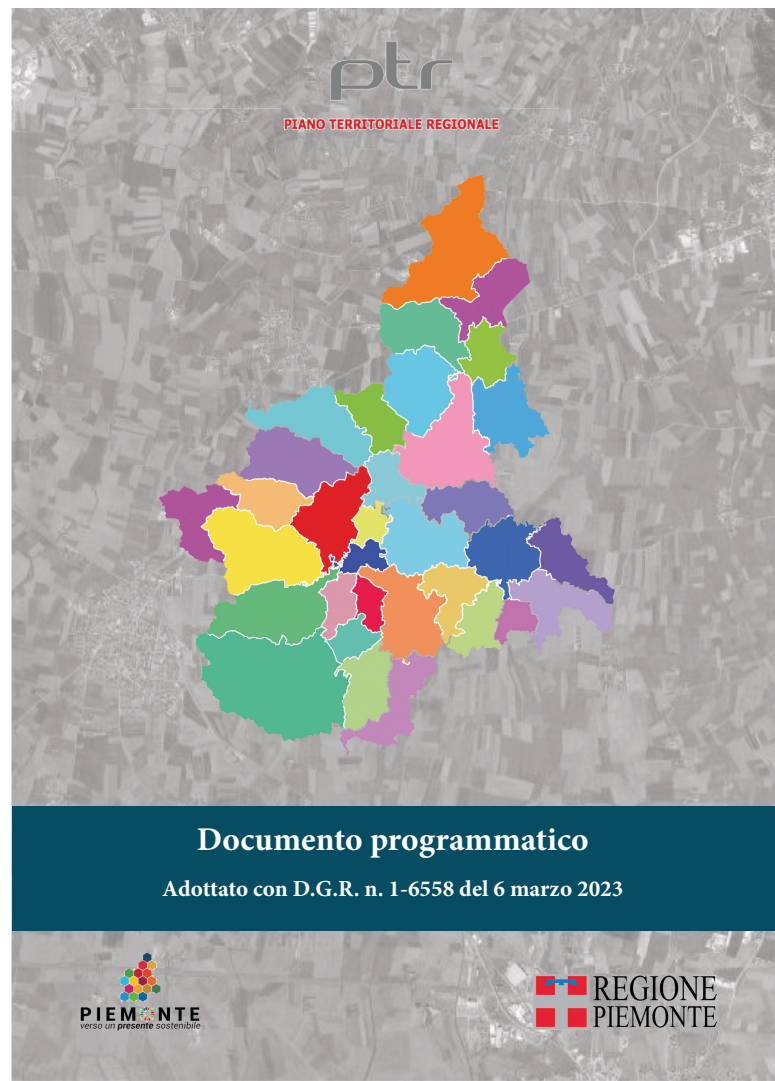 ptr
PIANO TERRITORIALE REGIONALE
Documento programmatico
Adottato con D.G.R. n. 1-6558 del 6 marzo 2023
PIEMONTE
verso un presente sostenibile
REGIONE
PIEMONTE